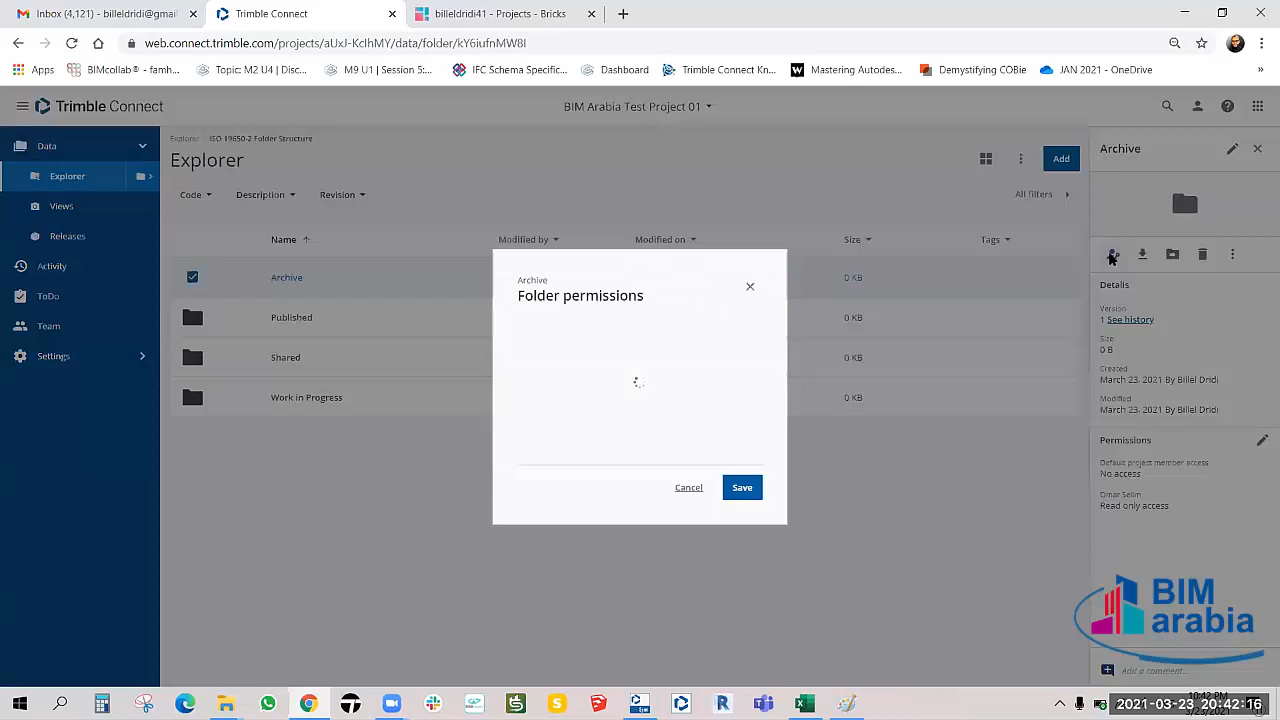 Inbox (4,121) - billeldridi@gmail
Trimble Connect
billeldridi41 - Projects - Bricks
web.connect.trimble.com/projects/aUxJ-KcIhMY/data/folder/kY6iufnMW8I
Apps
BIMcollab® - famh...
Topic: M2 U4 | Disc...
M9 U1 | Session 5:...
IFC Schema Specific...
Dashboard
Trimble Connect Kn...
Mastering Autodes...
Demystifying COBie
JAN 2021 - OneDrive
»
Trimble Connect
BIM Arabia Test Project 01
Data
Explorer
Views
Releases
Activity
ToDo
Team
Settings
Explorer
ISO 19650-2 Folder Structure
Explorer
Add
Code
Description
Revision
All filters
Name
Modified by
Modified on
Size
Tags
Archive
0 KB
Published
0 KB
Shared
0 KB
Work in Progress
0 KB
Archive
Folder permissions
Cancel
Save
Archive
Details
Version
1 See history
Size
0 B
Created
March 23, 2021 By Billel Dridi
Modified
March 23, 2021 By Billel Dridi
Permissions
Default project member access
No access
Omar Selim
Read only access
BIM
arabia
Add a comment...
10:42 PM
2021-03-23 20:42:16